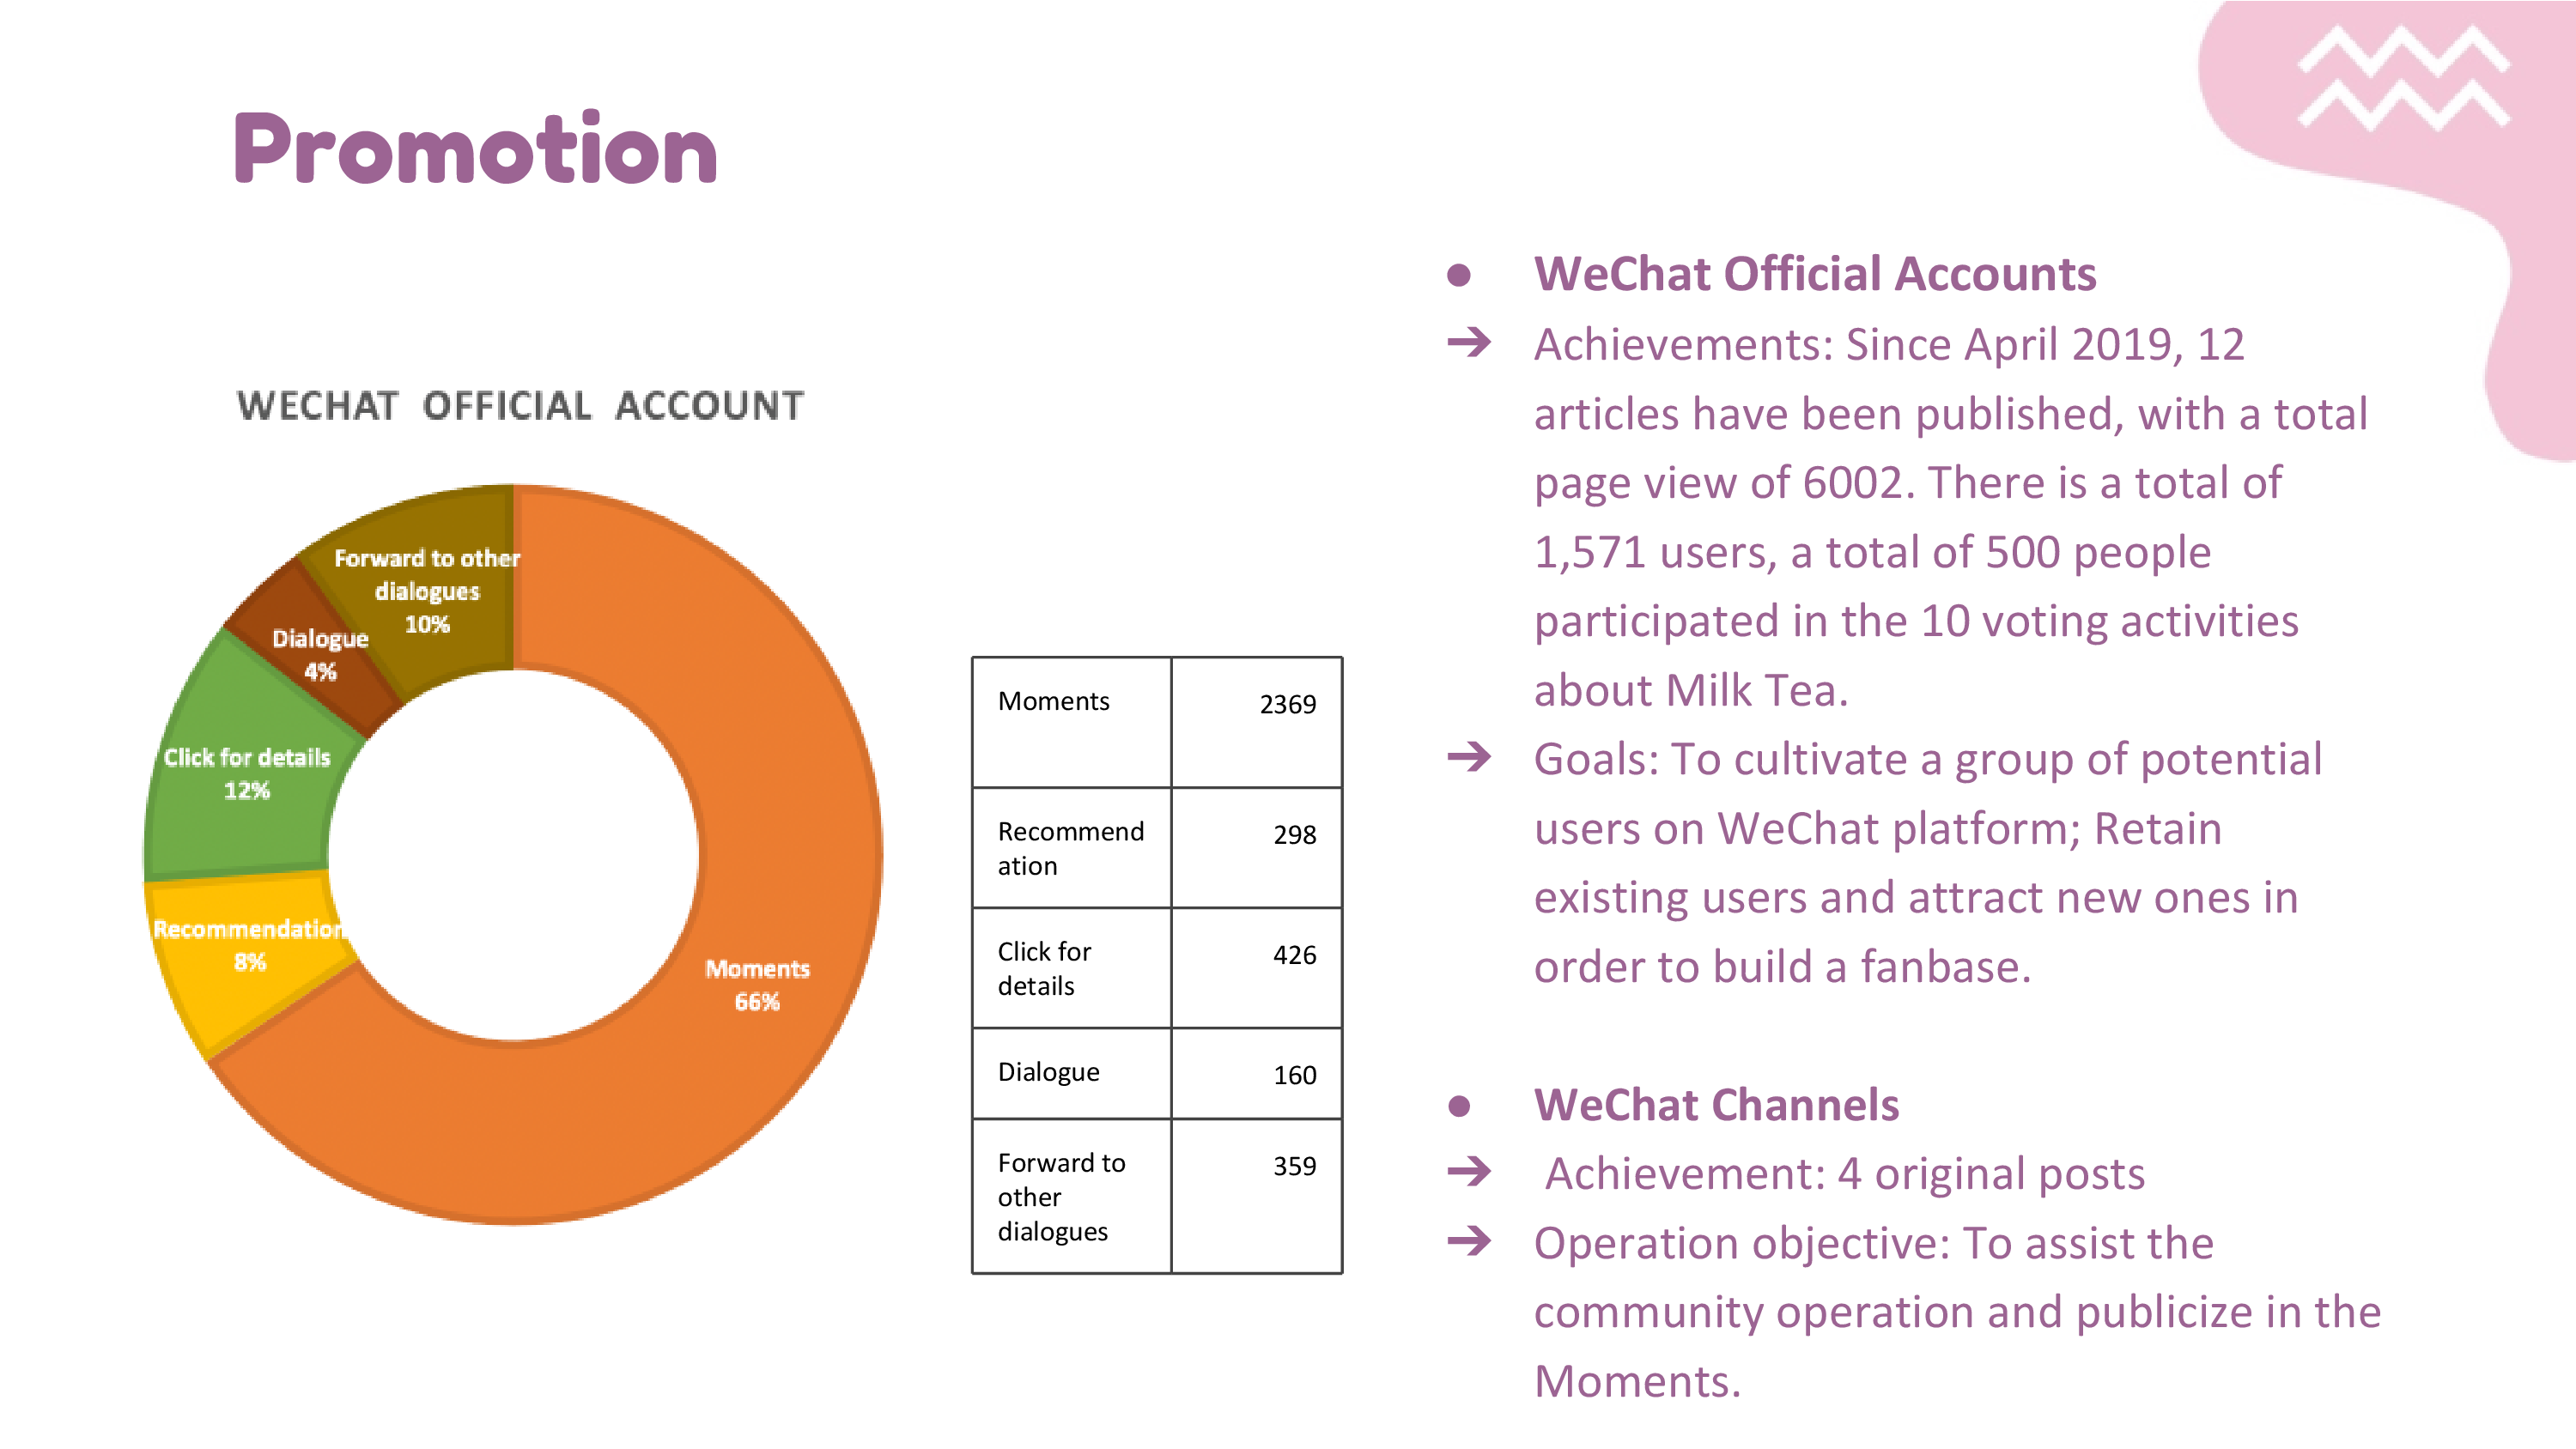 Promotion
WECHAT OFFICIAL ACCOUNT
Forward to other
dialogues
10%
Dialogue
4%
Click for details
12%
Recommendation
8%
Moments
66%
Moments 2369
Recommend 298
ation
Click for 426
details
Dialogue 160
Forward to 359
other
dialogues
● WeChat Official Accounts
➔ Achievements: Since April 2019, 12
articles have been published, with a total
page view of 6002. There is a total of
1,571 users, a total of 500 people
participated in the 10 voting activities
about Milk Tea.
➔ Goals: To cultivate a group of potential
users on WeChat platform; Retain
existing users and attract new ones in
order to build a fanbase.
● WeChat Channels
➔ Achievement: 4 original posts
➔ Operation objective: To assist the
community operation and publicize in the
Moments.